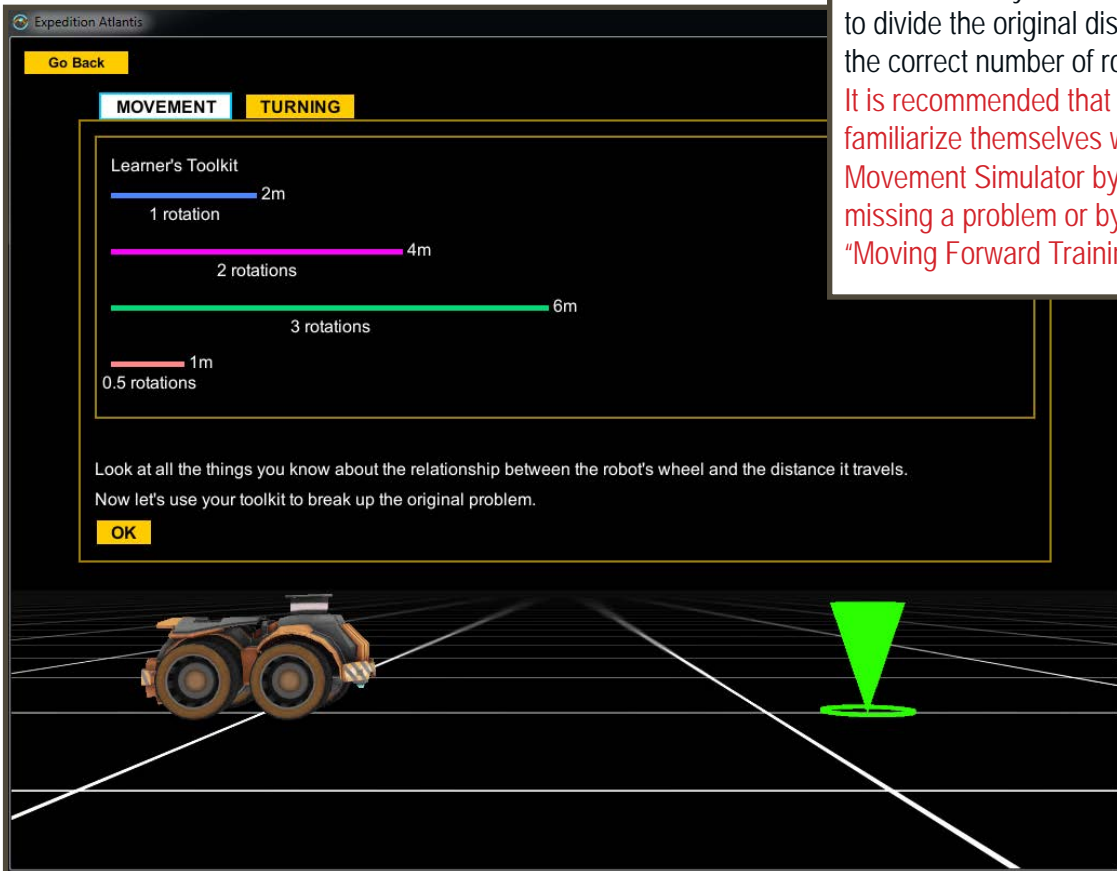 Expedition Atlantis
Go Back
MOVEMENT TURNING
Learner's Toolkit
2m
1 rotation
4m
2 rotations
6m
3 rotations
1m
0.5 rotations
Look at all the things you know about the relationship between the robot's wheel and the distance it travels.
Now let's use your toolkit to break up the original problem.
OK
to divide the original
the correct number of
It is recommended that
familiarize themselves
Movement Simulator by
missing a problem or by
"Moving Forward